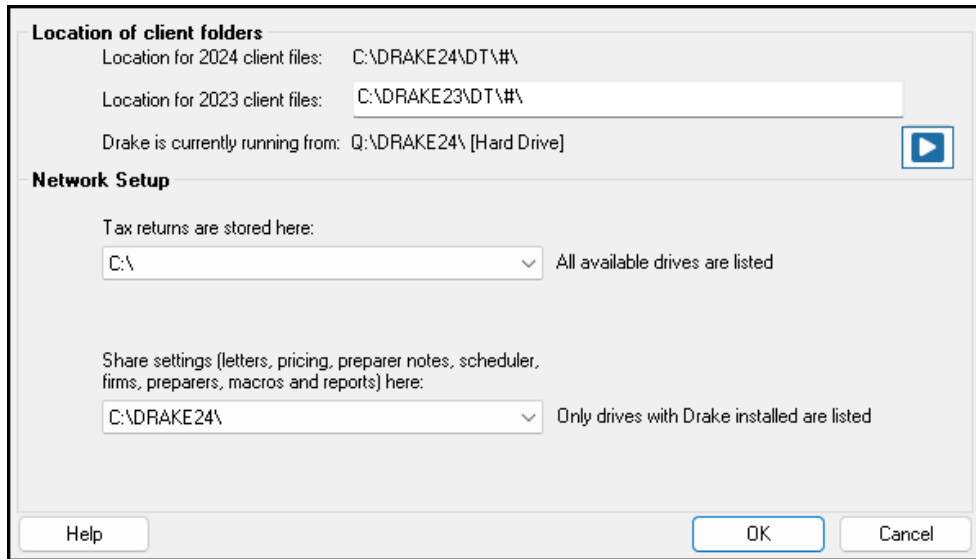 Location of client folders
Location for 2024 client files: C:\DRAKE24\DT\#\
Location for 2023 client files: C:\DRAKE23\DT\#\
Drake is currently running from: Q:\DRAKE24\ [Hard Drive]
Network Setup
Tax returns are stored here:
C:\ All available drives are listed
Share settings (letters, pricing, preparer notes, scheduler,
firms, preparers, macros and reports) here:
C:\DRAKE24\ Only drives with Drake installed are listed
Help OK Cancel